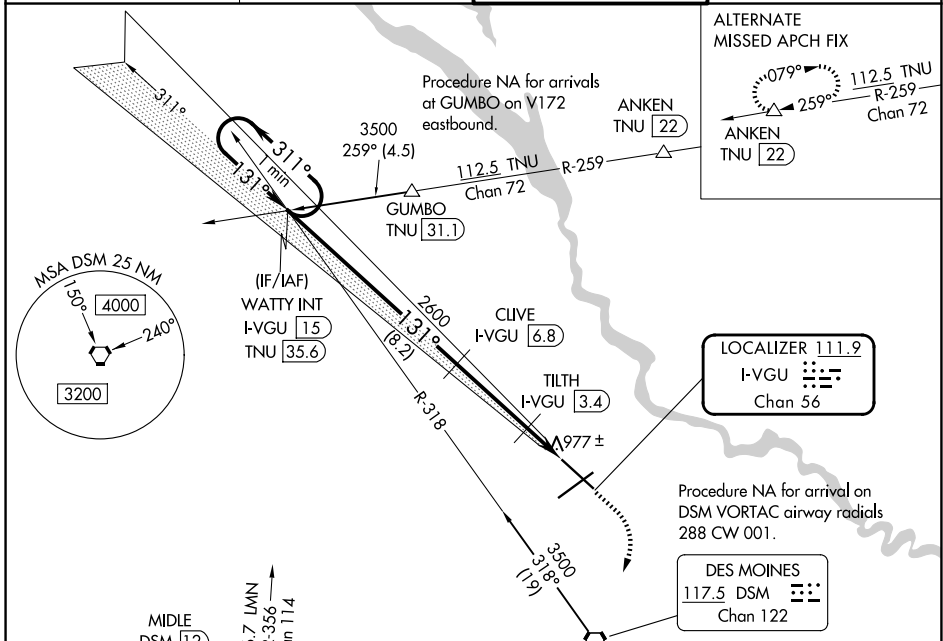 ALTERNATE
MISSED APCH FIX
079°
259°
112.5 TNU
R-259
Chan 72
ANKEN
TNU 22
Procedure NA for arrivals
at GUMBO on V172
eastbound.
ANKEN
TNU 22
3500
259° (4.5)
112.5 TNU
Chan 72
R-259
GUMBO
TNU 31.1
311°
311°
131°
1 min
(IF/IAF)
WATTY INT
I-VGU 15
TNU 35.6
MSA DSM 25 NM
150°
4000
240°
3200
2600
131°
(8.2)
CLIVE
I-VGU 6.8
TILTH
I-VGU 3.4
977 ±
R-318
LOCALIZER 111.9
I-VGU
Chan 56
Procedure NA for arrival on
DSM VORTAC airway radials
288 CW 001.
3500
318°
(19)
DES MOINES
117.5 DSM
Chan 122
MIDLE
DSM 12
.7 LMN
R-356
an 114